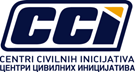 CCI
CENTRI CIVILNIH INICIJATIVA
ЦЕНТРИ ЦИВИЛНИХ ИНИЦИЈАТИВА